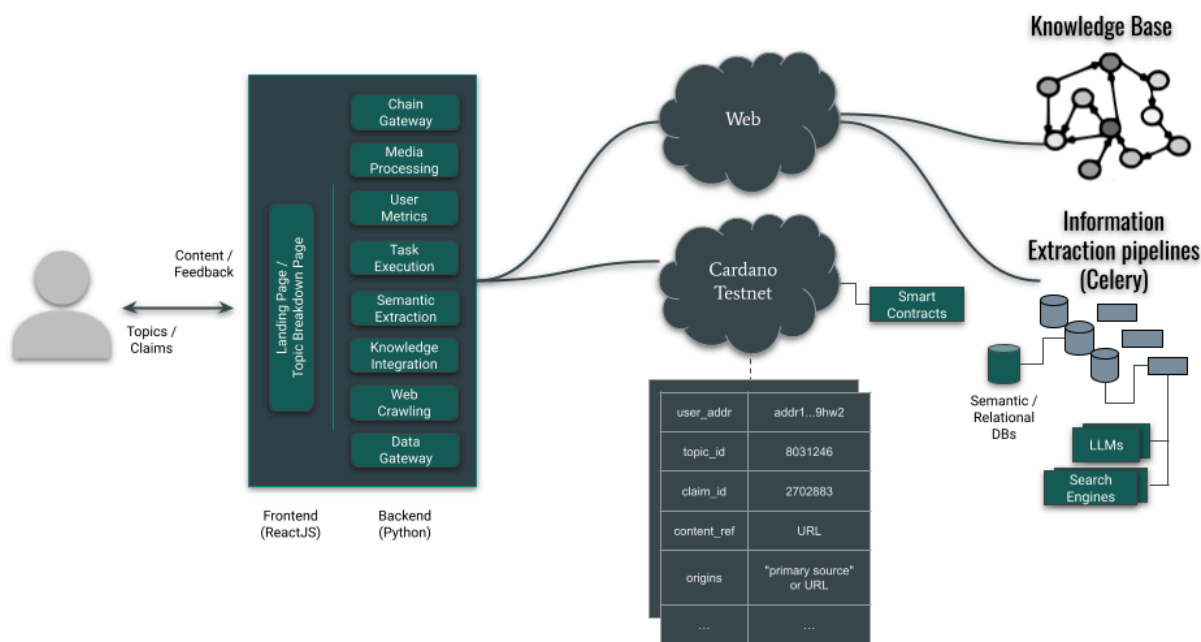 Content /
Feedback
Topics /
Claims
Landing Page /
Topic Breakdown Page
Chain
Gateway
Media
Processing
User
Metrics
Task
Execution
Semantic
Extraction
Knowledge
Integration
Web
Crawling
Data
Gateway
Frontend
(ReactJS)
Backend
(Python)
Web
Cardano
Testnet
Smart
Contracts
user_addr
addr1...9hw2
topic_id
8031246
claim_id
2702883
content_ref
URL
origins
"primary source"
or URL
...
...
Knowledge Base
Information
Extraction pipelines
(Celery)
Semantic /
Relational
DBs
LLMs
Search
Engines